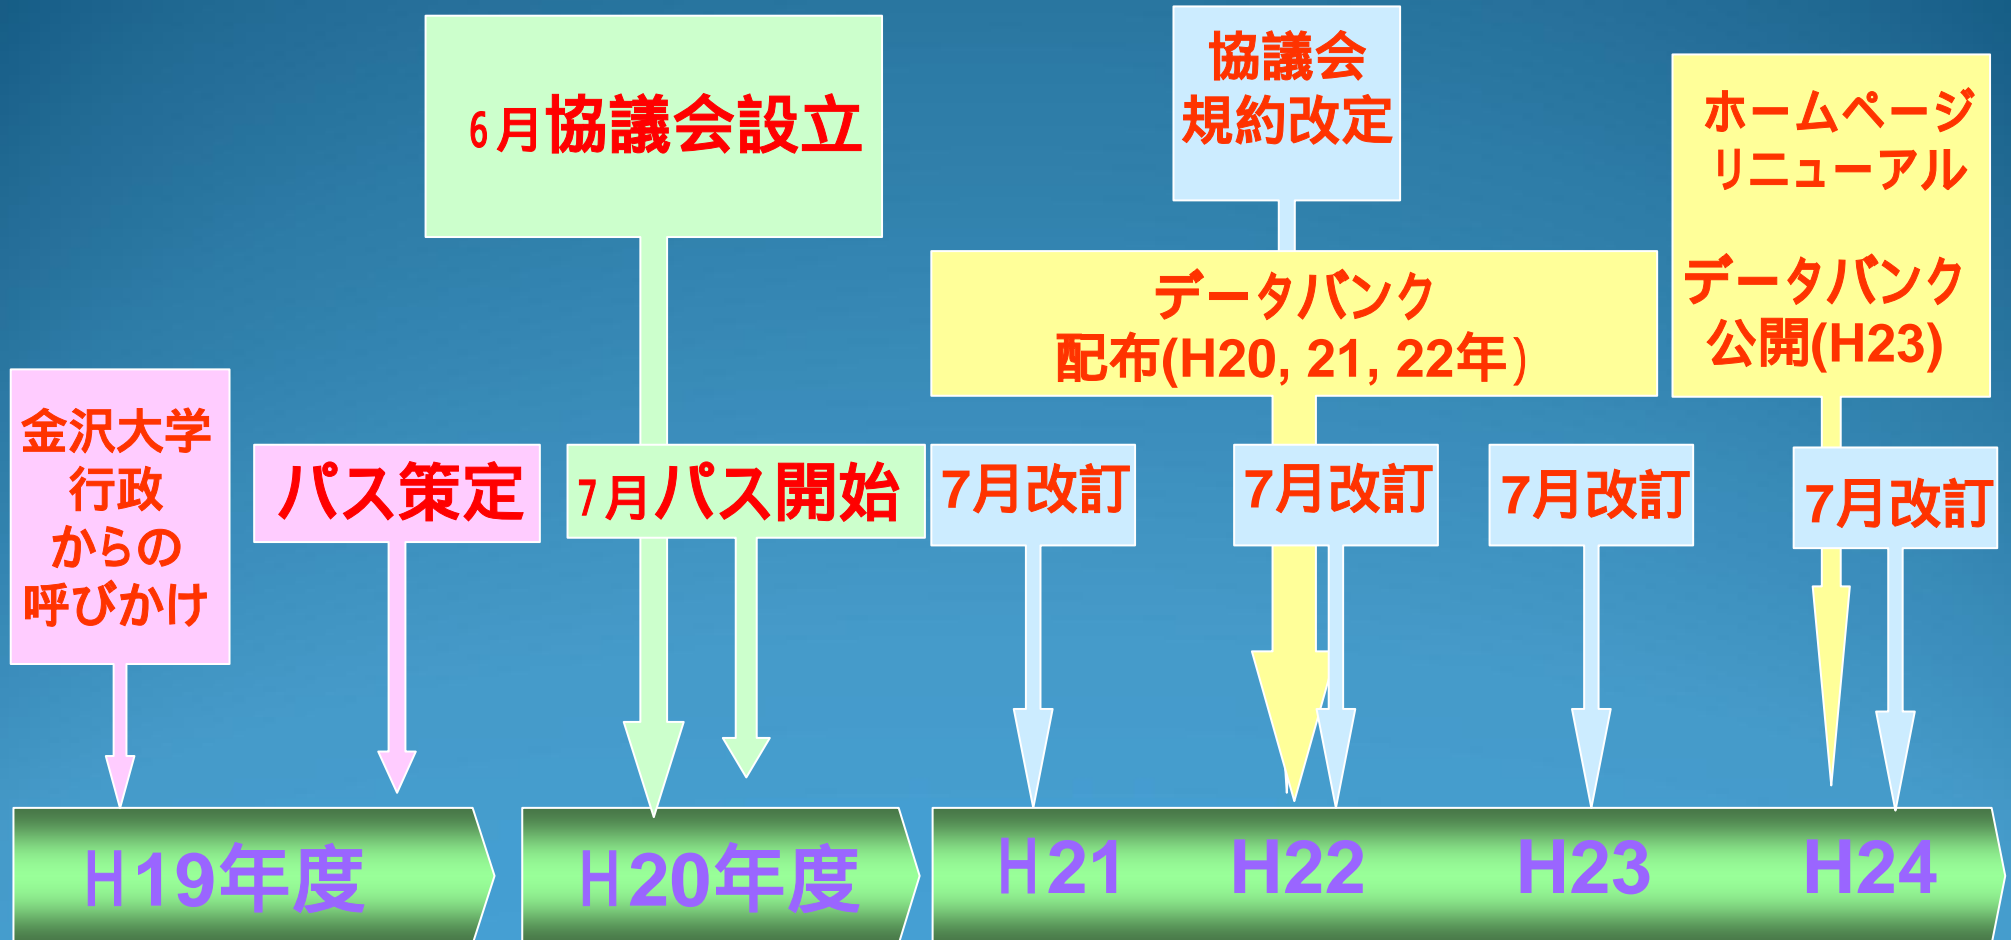 6月協議会設立
協議会
規約改定
ホームページ
リニューアル
データバンク
公開(H23)
データバンク
配布(H20, 21, 22年)
金沢大学
行政
からの
呼びかけ
パス策定
7月パス開始
7月改訂
7月改訂
7月改訂
7月改訂
H19年度
H20年度
H21
H22
H23
H24